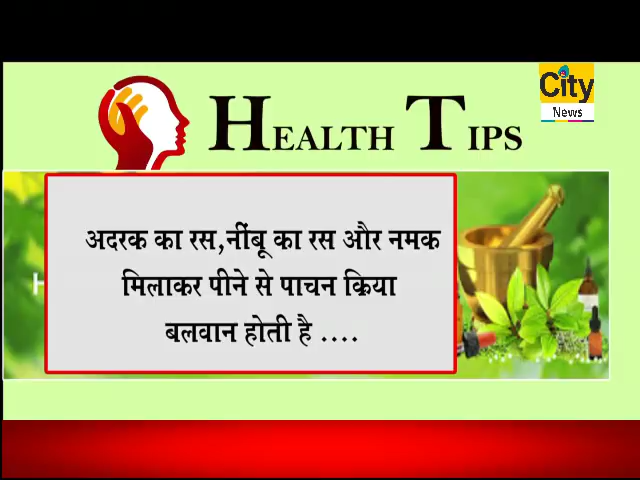 City
News
HEALTH TIPS
अदरक का रस,नींबू का रस और नमक
मिलाकर पीने से पाचन क्रिया
बलवान होती है ....